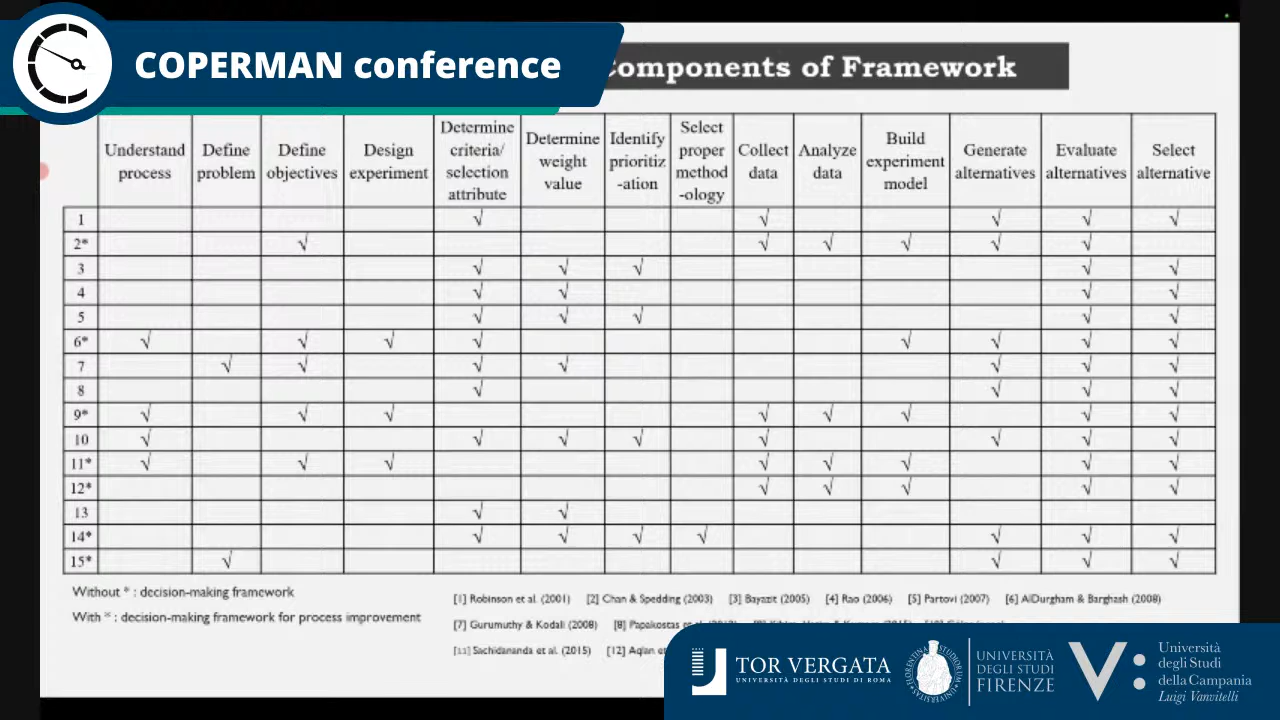 COPERMAN conference
omponents of Framework
Understand process | Define problem | Define objectives | Design experiment | Determine criteria/ selection attribute | Determine weight value | Identify prioritiz -ation | Select proper method -ology | Collect data | Analyze data | Build experiment model | Generate alternatives | Evaluate alternatives | Select alternative
1 | | | | | √ | | | | √ | | | √ | √ | √
2* | | | √ | | | | | | √ | √ | √ | √ | √ |
3 | | | | | √ | √ | √ | | | | | | √ | √
4 | | | | | √ | √ | | | | | | | √ | √
5 | | | | | √ | √ | √ | | | | | | √ | √
6* | √ | | √ | √ | √ | | | | | | √ | √ | √ | √
7 | | √ | √ | | √ | √ | | | | | | √ | √ | √
8 | | | | | √ | | | | | | | √ | √ | √
9* | √ | | √ | √ | | | | | √ | √ | √ | | √ | √
10 | √ | | | | √ | √ | √ | | √ | | | √ | √ | √
11* | √ | | √ | √ | | | | | √ | √ | √ | | √ | √
12* | | | | | | | | | √ | √ | √ | | √ | √
13 | | | | | √ | √ | | | | | | | |
14* | | | | | √ | √ | √ | √ | | | | √ | √ | √
15* | | √ | | | | | | | | | | √ | √ | √
Without * : decision-making framework
With * : decision-making framework for process improvement
[1] Robinson et al. (2001) [2] Chan & Spedding (2003) [3] Bayazit (2005) [4] Rao (2006) [5] Partovi (2007) [6] AlDurgham & Barghash (2008)
[7] Gurumuthy & Kodali (2008) [8] Papakostas
[11] Sachidananda et al. (2015) [12] Aqlan et
TOR VERGATA
UNIVERSITÀ DEGLI STUDI DI ROMA
FLORENTINA STUDIORUM
UNIVERSITÀ
DEGLI STUDI
FIRENZE
V:
Università
degli Studi
della Campania
Luigi Vanvitelli